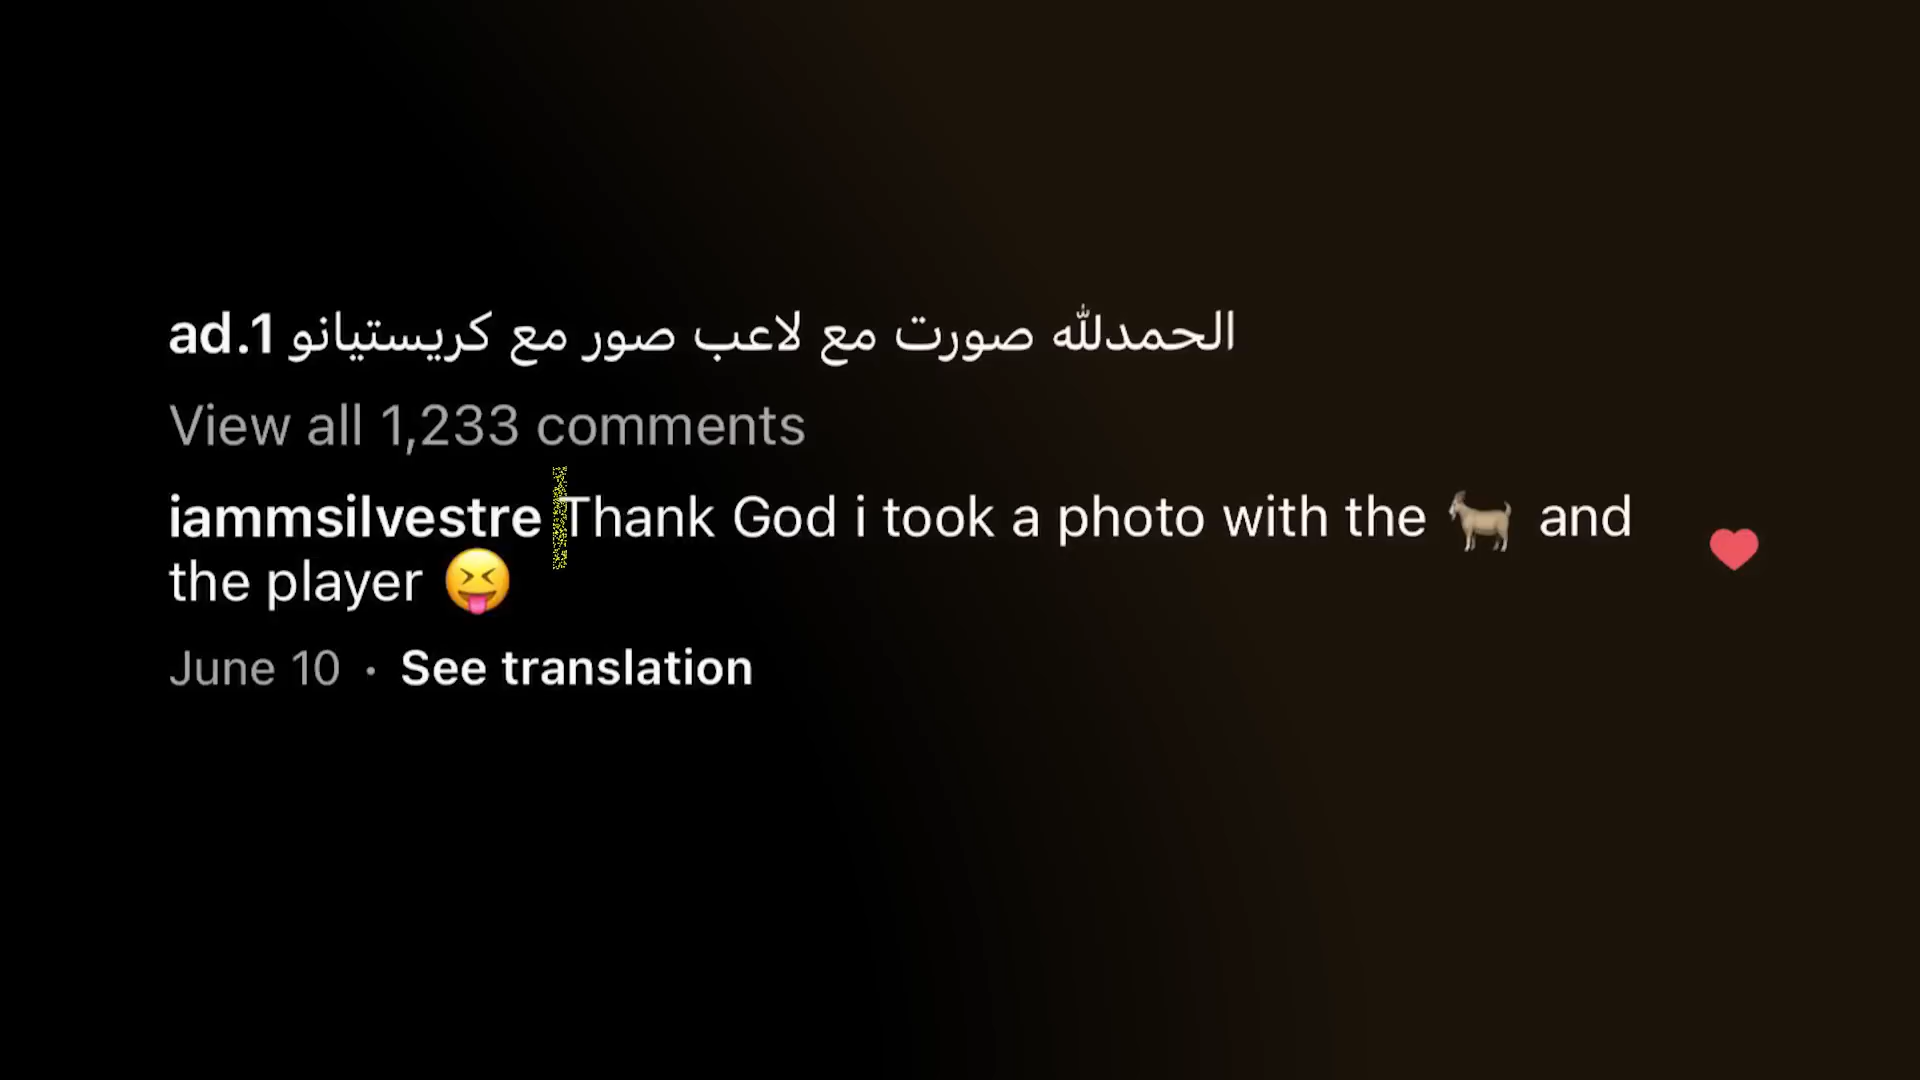 ad.1 الحمدلله صورت مع لاعب صور مع كريستيانو
View all 1,233 comments
iammsilvestre Thank God i took a photo with the 🐐 and
the player 😝
June 10 · See translation